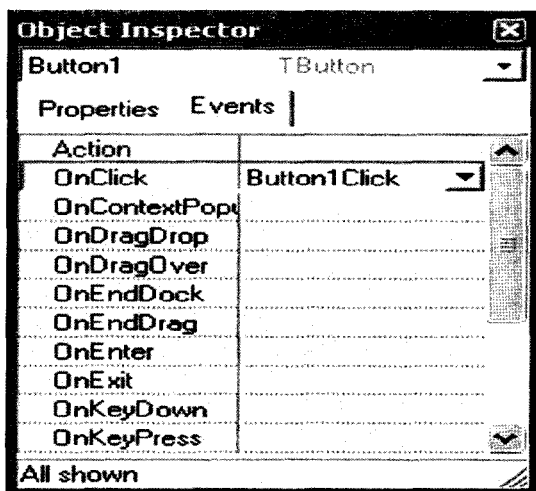 Object Inspector
Button1 TButton
Properties Events
Action
OnClick Button1Click
OnContextPopu
OnDragDrop
OnDragOver
OnEndDock
OnEndDrag
OnEnter
OnExit
OnKeyDown
OnKeyPress
All shown